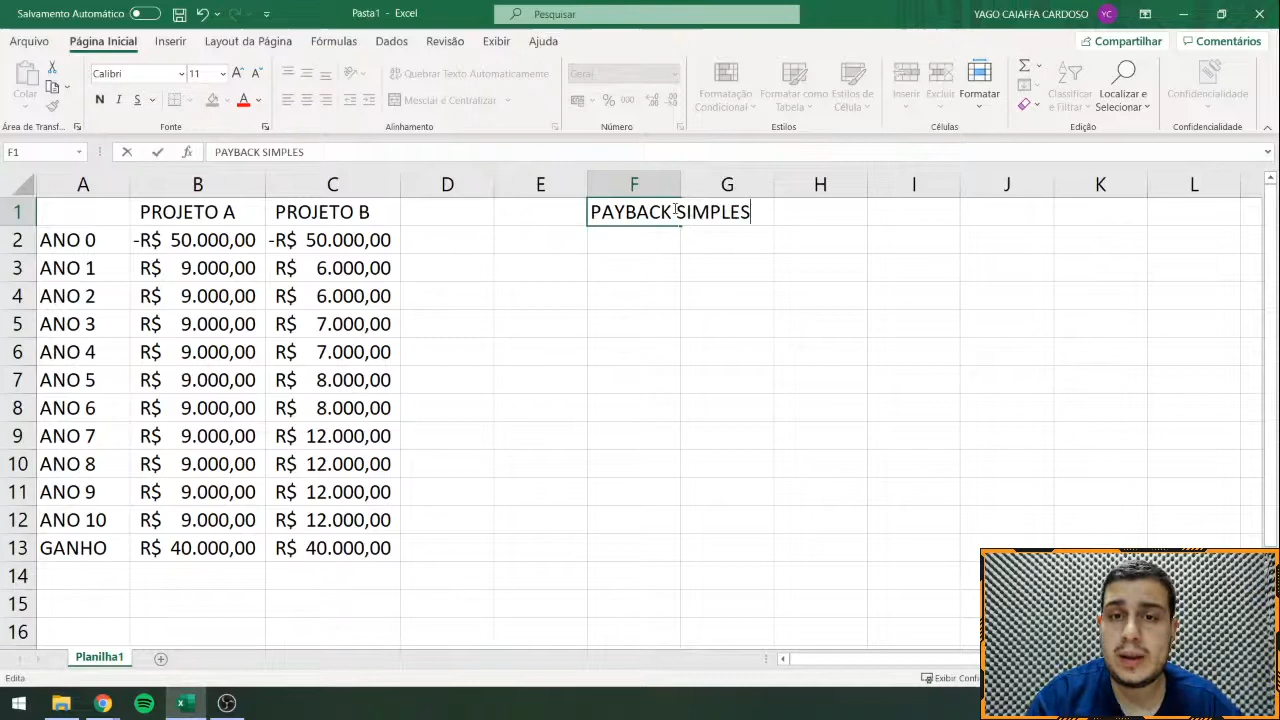 Salvamento Automático Pasta1 - Excel Pesquisar YAGO CAIAFFA CARDOSO YC
Arquivo Página Inicial Inserir Layout da Página Fórmulas Dados Revisão Exibir Ajuda Compartilhar Comentários
Colar Calibri 11 N I S Quebrar Texto Automaticamente Mesclar e Centralizar Geral % 000 Formatação Condicional Formatar como Tabela Estilos de Célula Inserir Excluir Formatar Classificar e Filtrar Localizar e Selecionar Confidencialidade
Área de Transf... Fonte Alinhamento Número Estilos Células Edição Confidencialidade
F1 fx PAYBACK SIMPLES
A B C D E F G H I J K L
1 PROJETO A PROJETO B PAYBACK SIMPLES
2 ANO 0 -R$ 50.000,00 -R$ 50.000,00
3 ANO 1 R$ 9.000,00 R$ 6.000,00
4 ANO 2 R$ 9.000,00 R$ 6.000,00
5 ANO 3 R$ 9.000,00 R$ 7.000,00
6 ANO 4 R$ 9.000,00 R$ 7.000,00
7 ANO 5 R$ 9.000,00 R$ 8.000,00
8 ANO 6 R$ 9.000,00 R$ 8.000,00
9 ANO 7 R$ 9.000,00 R$ 12.000,00
10 ANO 8 R$ 9.000,00 R$ 12.000,00
11 ANO 9 R$ 9.000,00 R$ 12.000,00
12 ANO 10 R$ 9.000,00 R$ 12.000,00
13 GANHO R$ 40.000,00 R$ 40.000,00
14
15
16
Planilha1
Edita Exibir Confi